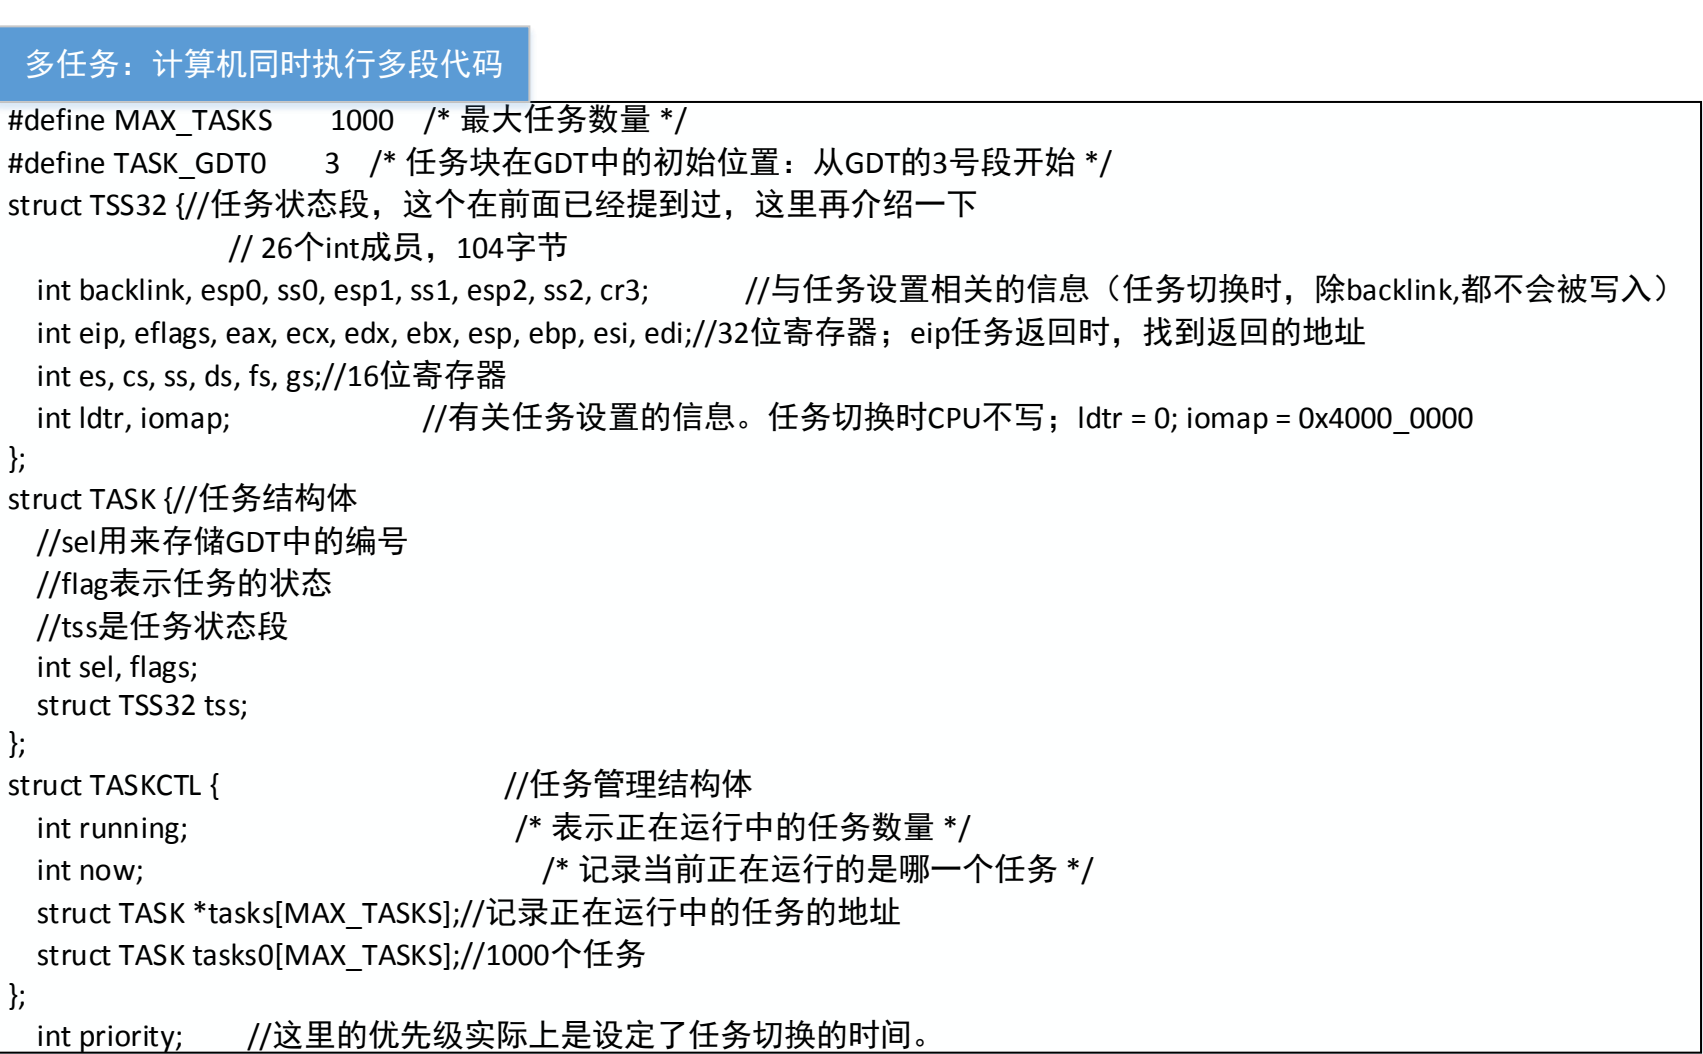 多任务：计算机同时执行多段代码
#define MAX_TASKS 1000 /* 最大任务数量 */
#define TASK_GDT0 3 /* 任务块在GDT中的初始位置：从GDT的3号段开始 */
struct TSS32 {//任务状态段，这个在前面已经提到过，这里再介绍一下
// 26个int成员，104字节
int backlink, esp0, ss0, esp1, ss1, esp2, ss2, cr3; //与任务设置相关的信息（任务切换时，除backlink,都不会被写入）
int eip, eflags, eax, ecx, edx, ebx, esp, ebp, esi, edi;//32位寄存器；eip任务返回时，找到返回的地址
int es, cs, ss, ds, fs, gs;//16位寄存器
int ldtr, iomap; //有关任务设置的信息。任务切换时CPU不写；ldtr = 0; iomap = 0x4000_0000
};
struct TASK {//任务结构体
//sel用来存储GDT中的编号
//flag表示任务的状态
//tss是任务状态段
int sel, flags;
struct TSS32 tss;
};
struct TASKCTL { //任务管理结构体
int running; /* 表示正在运行中的任务数量 */
int now; /* 记录当前正在运行的是哪一个任务 */
struct TASK *tasks[MAX_TASKS];//记录正在运行中的任务的地址
struct TASK tasks0[MAX_TASKS];//1000个任务
};
int priority; //这里的优先级实际上是设定了任务切换的时间。